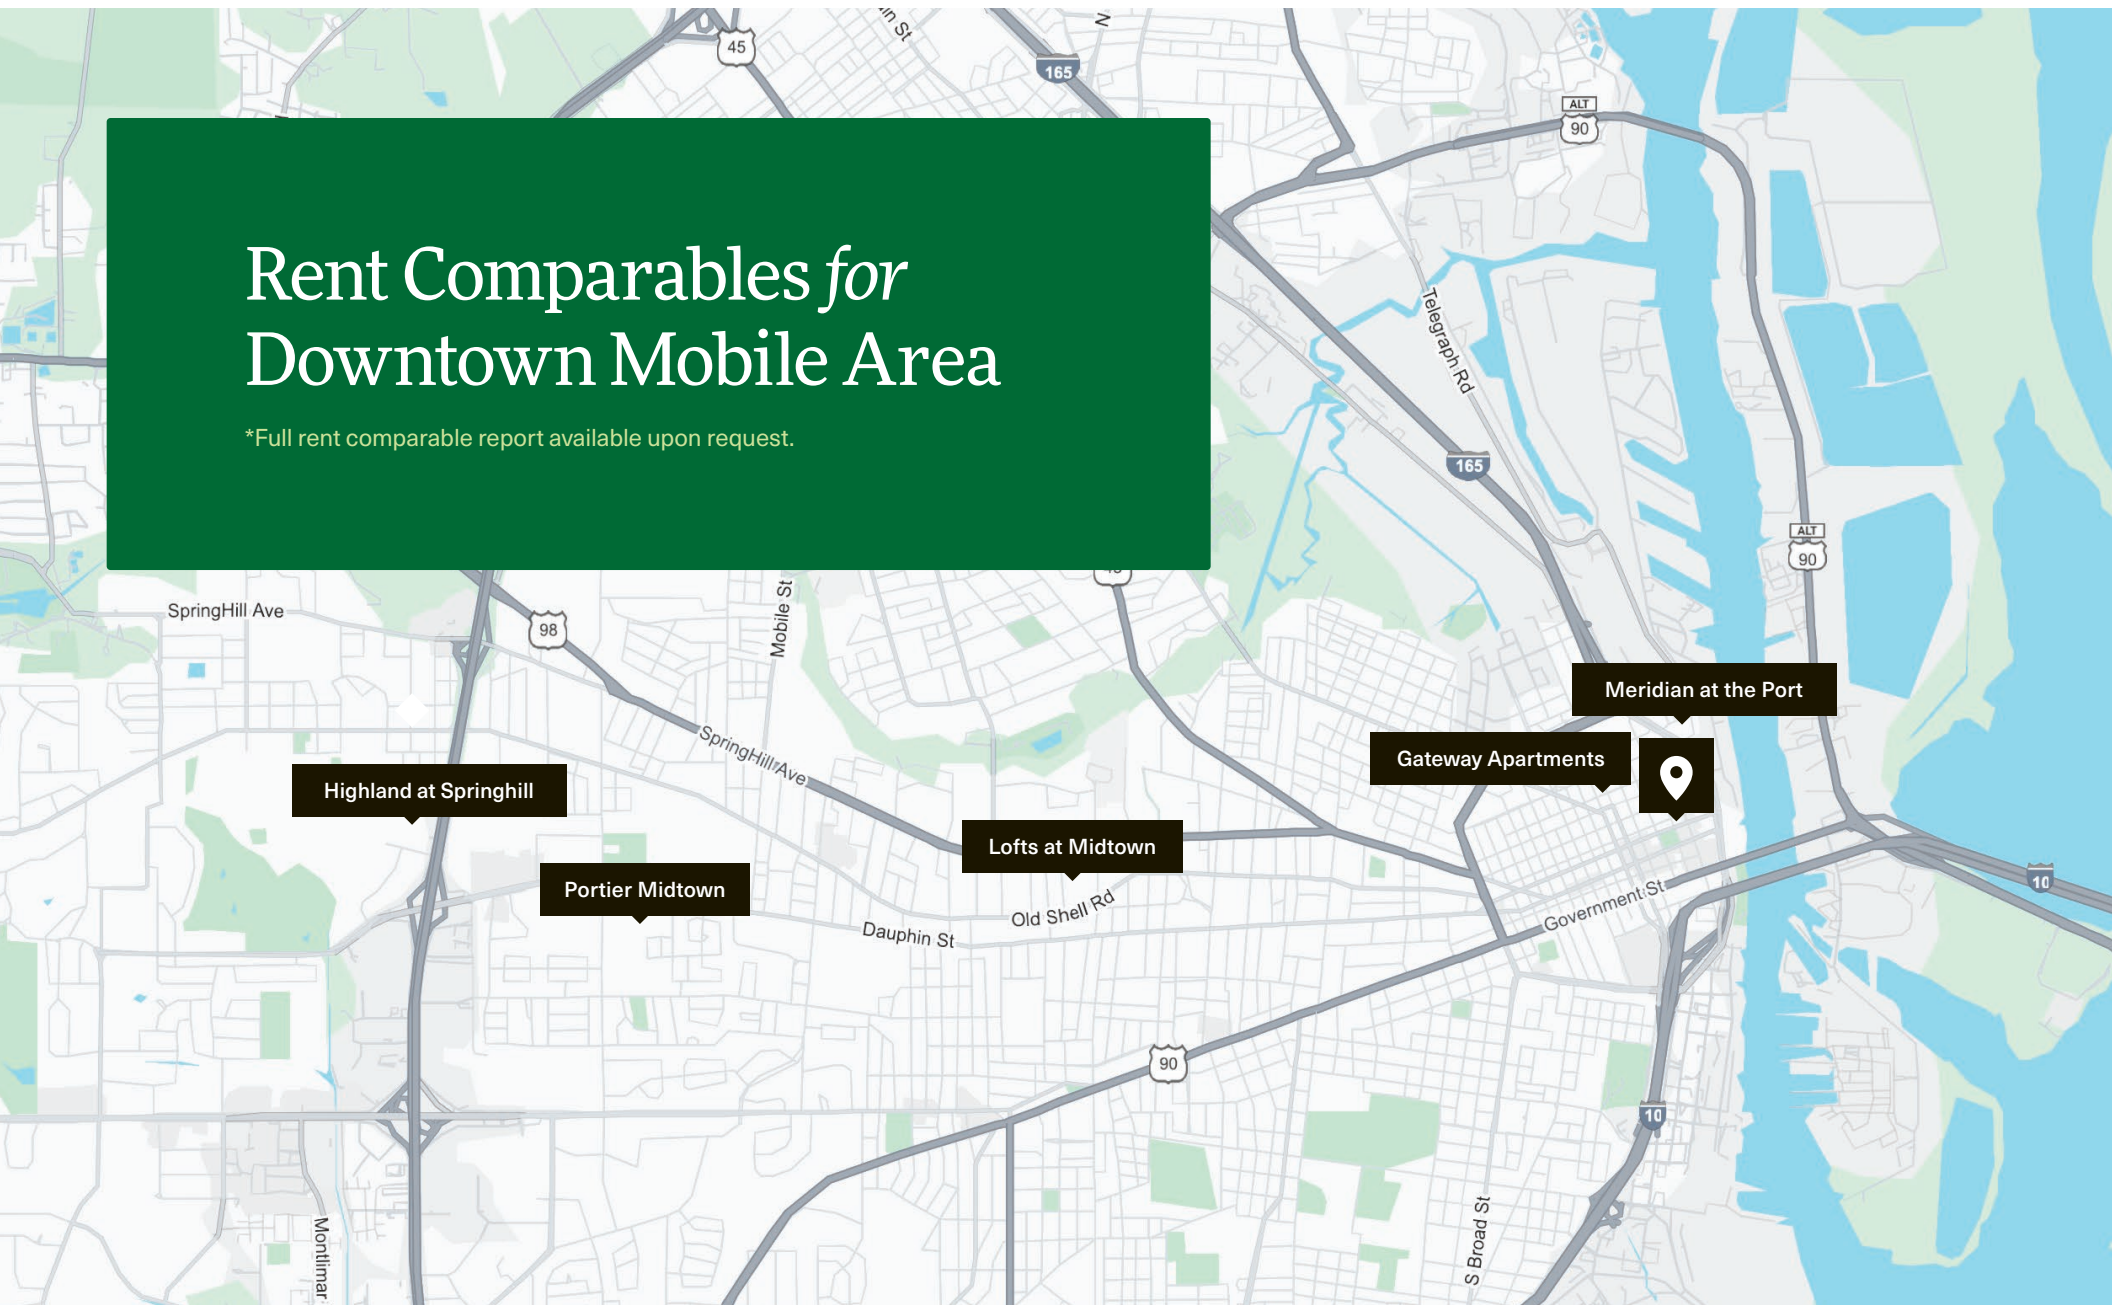 45
in St
N
165
ALT
90
Rent Comparables for
Downtown Mobile Area
*Full rent comparable report available upon request.
Telegraph Rd
165
ALT
90
SpringHill Ave
98
Mobile St
Meridian at the Port
SpringHill Ave
Gateway Apartments
Highland at Springhill
Lofts at Midtown
Portier Midtown
Old Shell Rd
Dauphin St
Government St
10
90
10
S Broad St
Montlimar